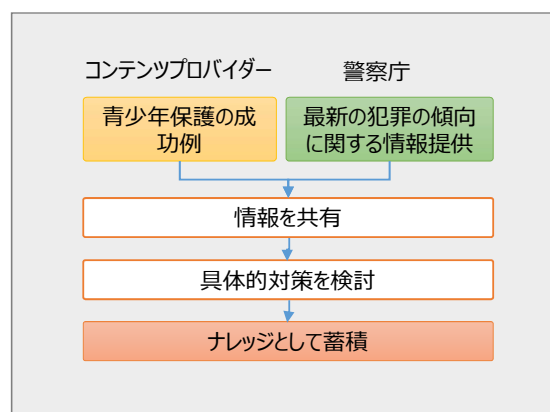 コンテンツプロバイダー
警察庁
青少年保護の成
功例
最新の犯罪の傾向
に関する情報提供
情報を共有
具体的対策を検討
ナレッジとして蓄積